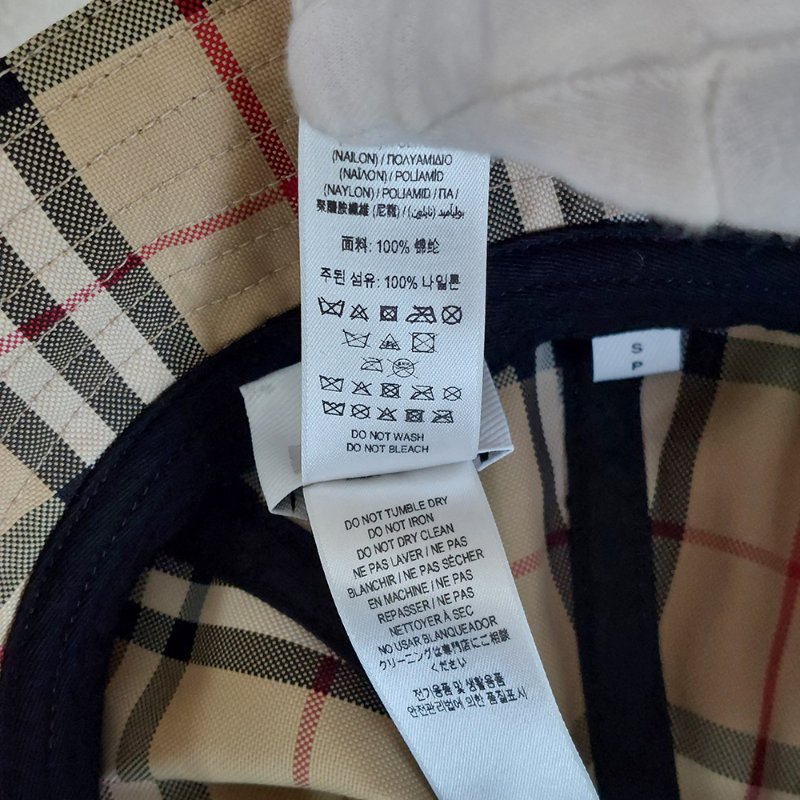 (NAILON) / ΠΟΛΥΑΜΙΔΙΟ
(ΝΑΪΛΟΝ) / POLÍAMÍÐ
(NAYLON) / POLIAMID / ПА /
聚醯胺纖維 (尼龍) / بوليأميد (نايلون)
面料: 100% 锦纶
주된 섬유: 100% 나일론
DO NOT WASH
DO NOT BLEACH
S
P
DO NOT TUMBLE DRY
DO NOT IRON
DO NOT DRY CLEAN
NE PAS LAVER / NE PAS
BLANCHIR / NE PAS SÉCHER
EN MACHINE / NE PAS
REPASSER / NE PAS
NETTOYER À SEC
NO USAR BLANQUEADOR
クリーニングは専門店にご相談
ください
전기용품 및 생활용품
안전관리법에 의한 품질표시